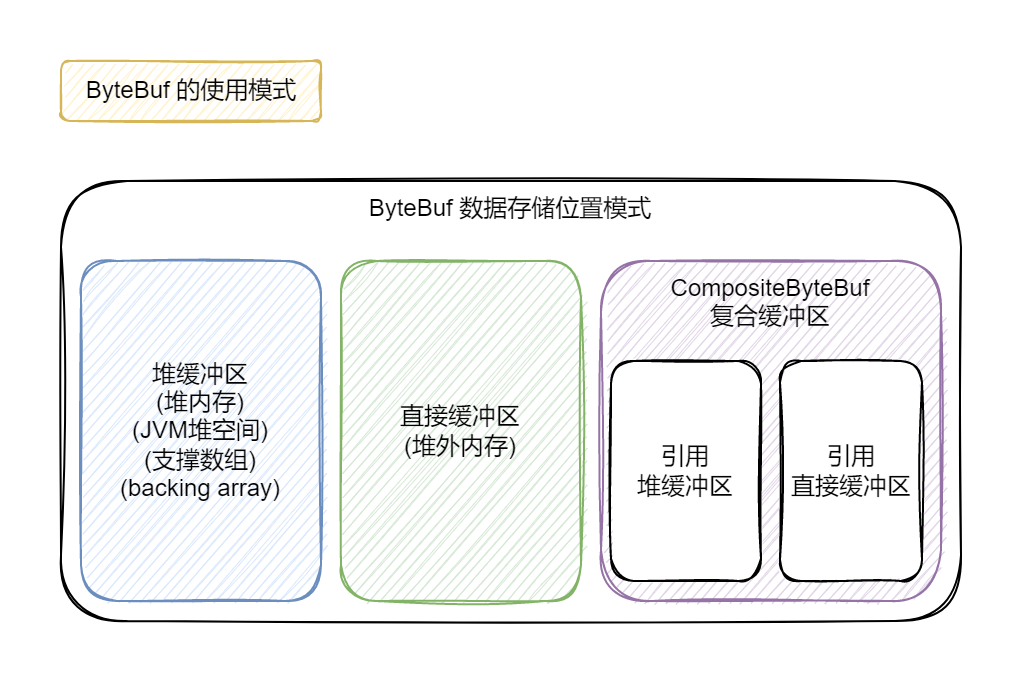 ByteBuf 的使用模式
ByteBuf 数据存储位置模式
堆缓冲区
(堆内存)
(JVM堆空间)
(支撑数组)
(backing array)
直接缓冲区
(堆外内存)
CompositeByteBuf
复合缓冲区
引用
堆缓冲区
引用
直接缓冲区